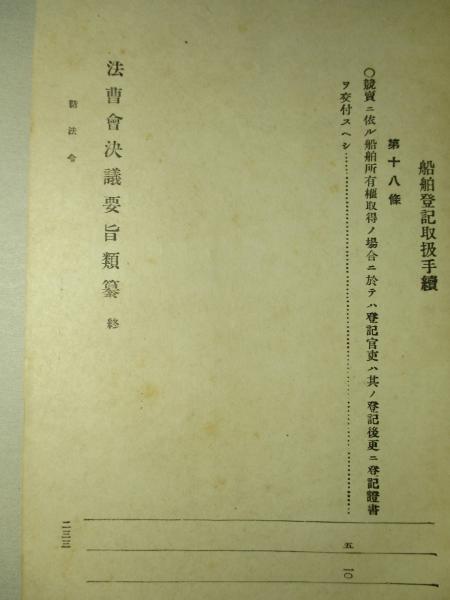 船舶登記取扱手續
第十八條
〇競賣ニ依ル船舶所有權取得ノ場合ニ於テハ登記官吏ハ其ノ登記後更ニ登記證書
ヲ交付スヘシ……………………………………五 一〇
法曹會決議要旨類纂 終
諸法令
二三三